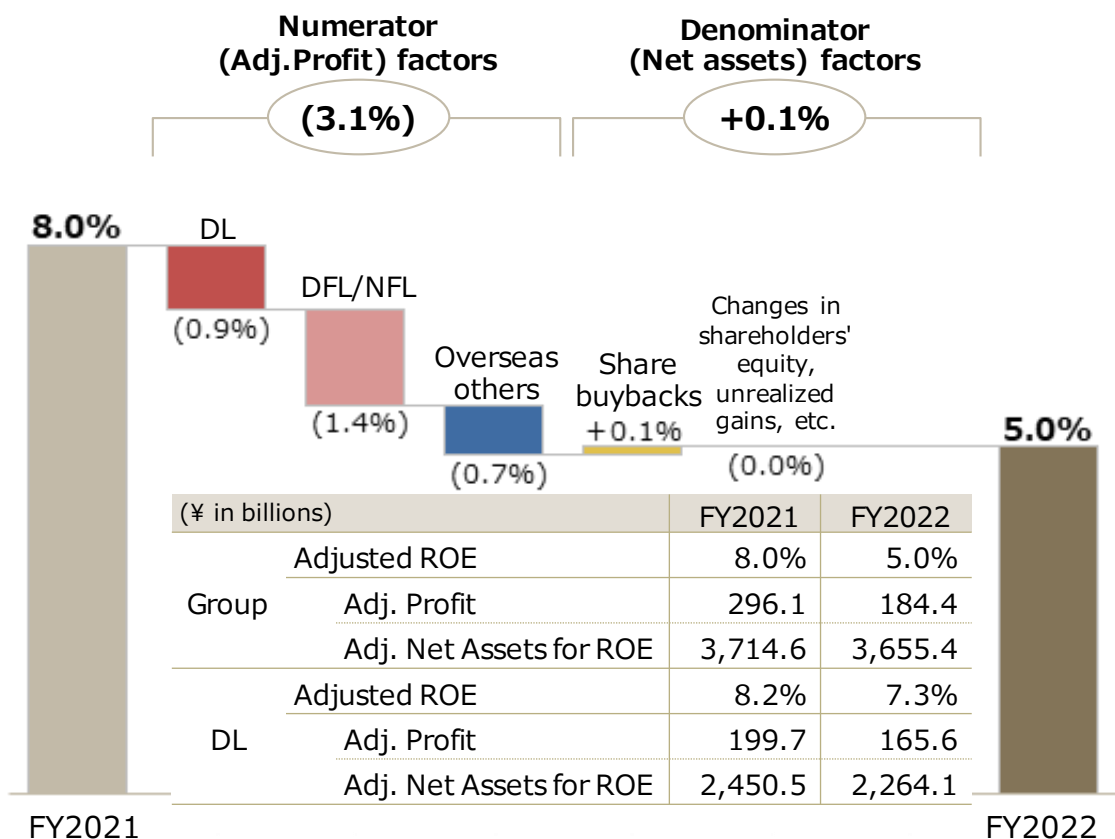 Numerator
(Adj.Profit) factors
(3.1%)
Denominator
(Net assets) factors
+0.1%
8.0%
DL
(0.9%)
DFL/NFL
(1.4%)
Overseas
others
(0.7%)
Share
buybacks
+0.1%
Changes in
shareholders'
equity,
unrealized
gains, etc.
(0.0%)
5.0%
(¥ in billions) FY2021 FY2022
Group
Adjusted ROE 8.0% 5.0%
Adj. Profit 296.1 184.4
Adj. Net Assets for ROE 3,714.6 3,655.4
DL
Adjusted ROE 8.2% 7.3%
Adj. Profit 199.7 165.6
Adj. Net Assets for ROE 2,450.5 2,264.1
FY2021
FY2022